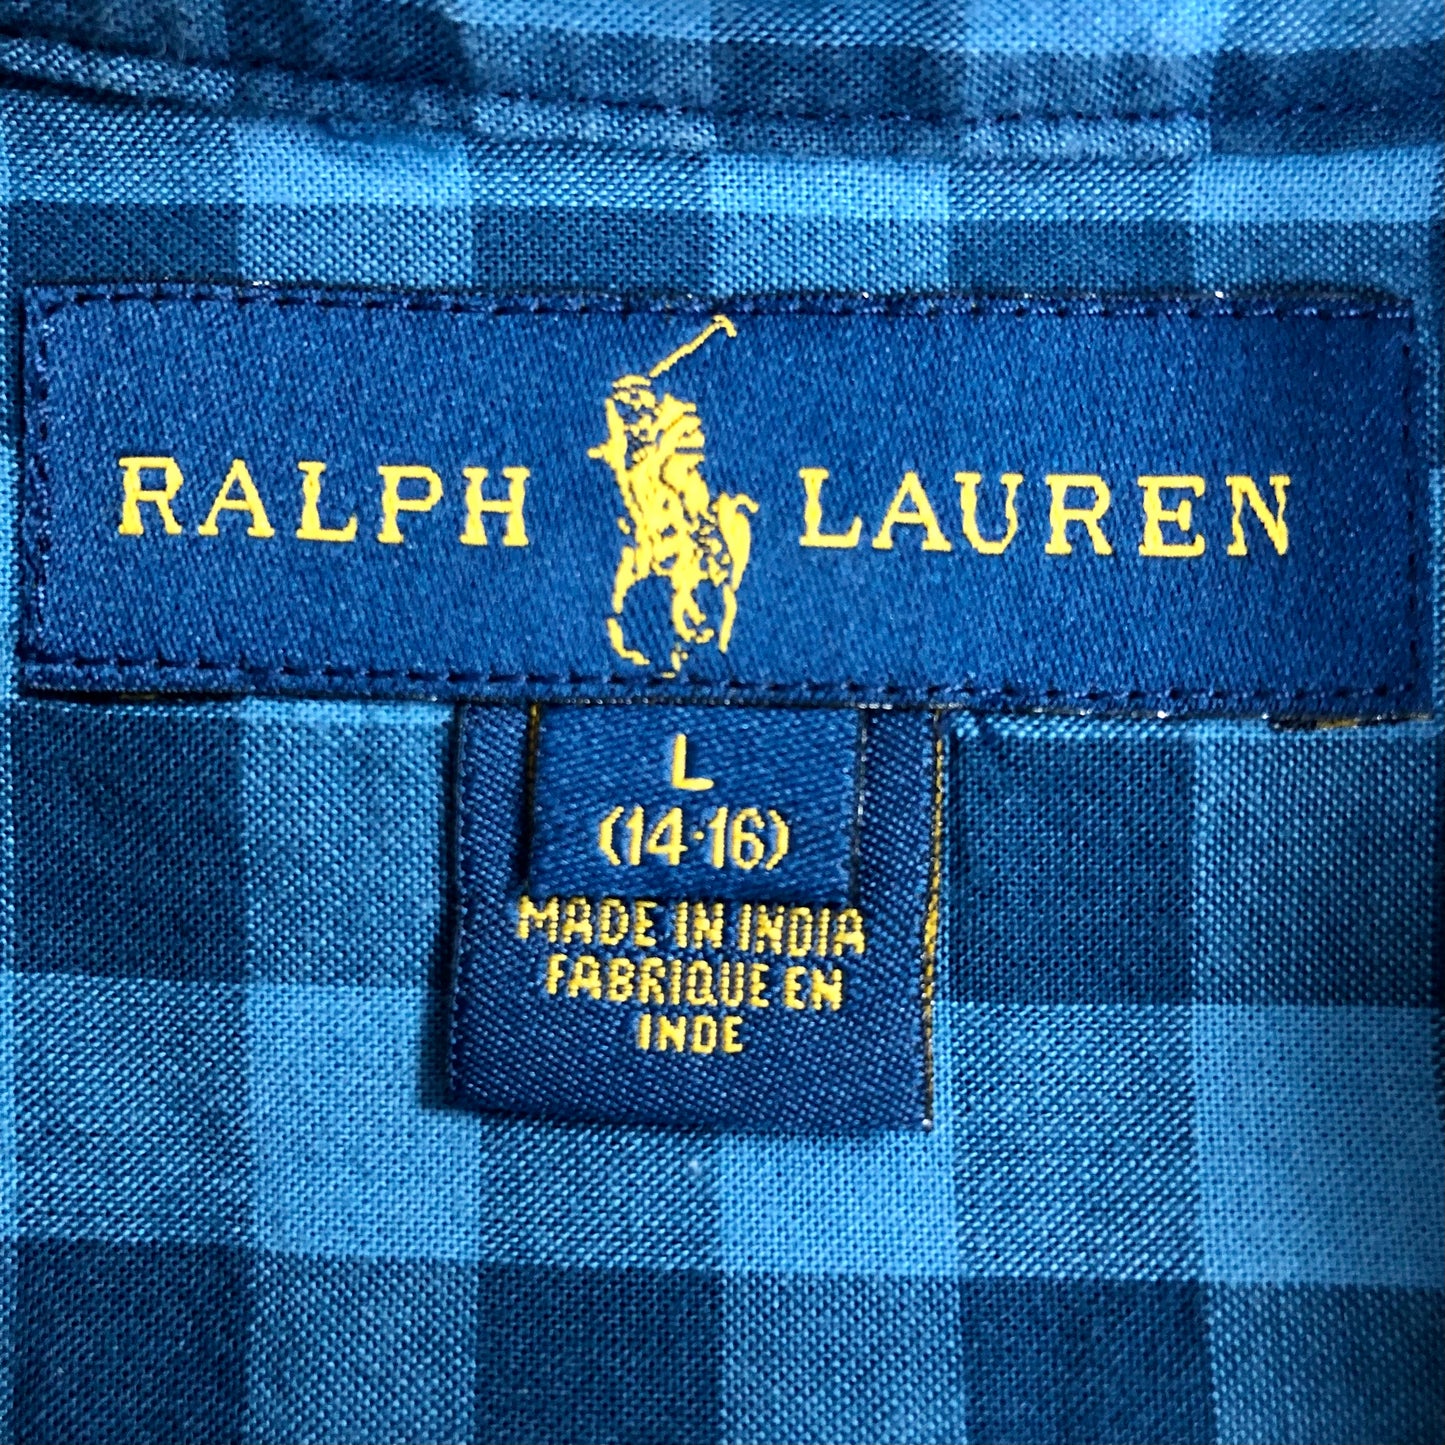 RALPH LAUREN
L
(14-16)
MADE IN INDIA
FABRIQUE EN
INDE